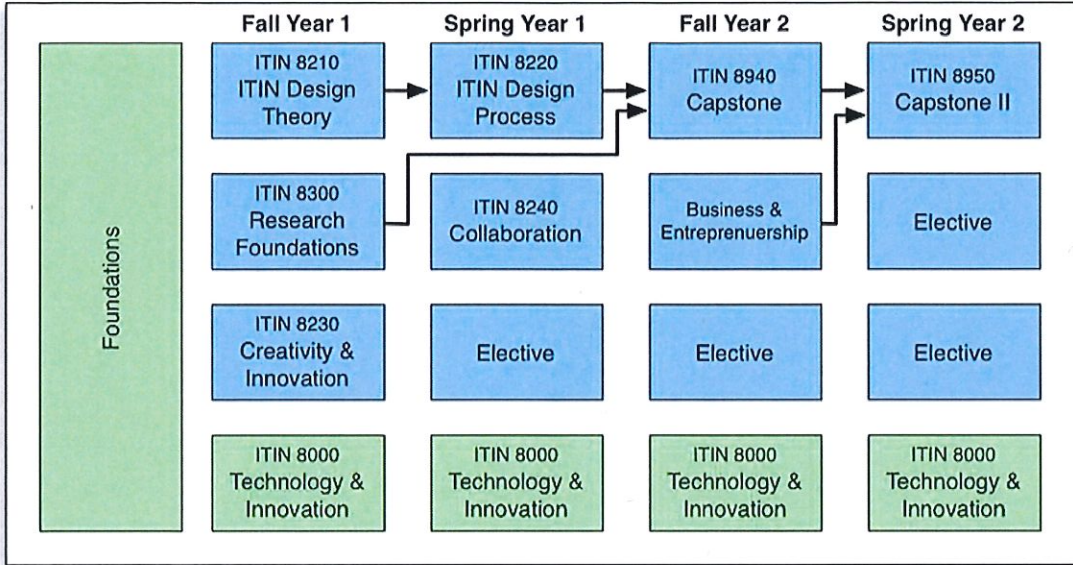 Fall Year 1
Spring Year 1
Fall Year 2
Spring Year 2
Foundations
ITIN 8210
ITIN Design
Theory
ITIN 8220
ITIN Design
Process
ITIN 8940
Capstone
ITIN 8950
Capstone II
ITIN 8300
Research
Foundations
ITIN 8240
Collaboration
Business &
Entreprenuership
Elective
ITIN 8230
Creativity &
Innovation
Elective
Elective
Elective
ITIN 8000
Technology &
Innovation
ITIN 8000
Technology &
Innovation
ITIN 8000
Technology &
Innovation
ITIN 8000
Technology &
Innovation